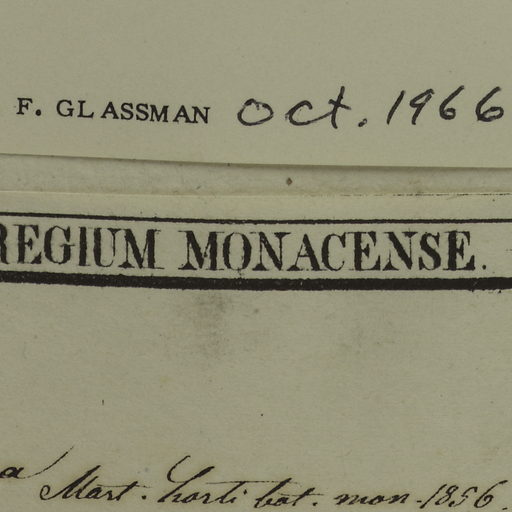 F. GLASSMAN Oct. 1966
REGIUM MONACENSE.
a Mart. horti bot. mon. 1856.